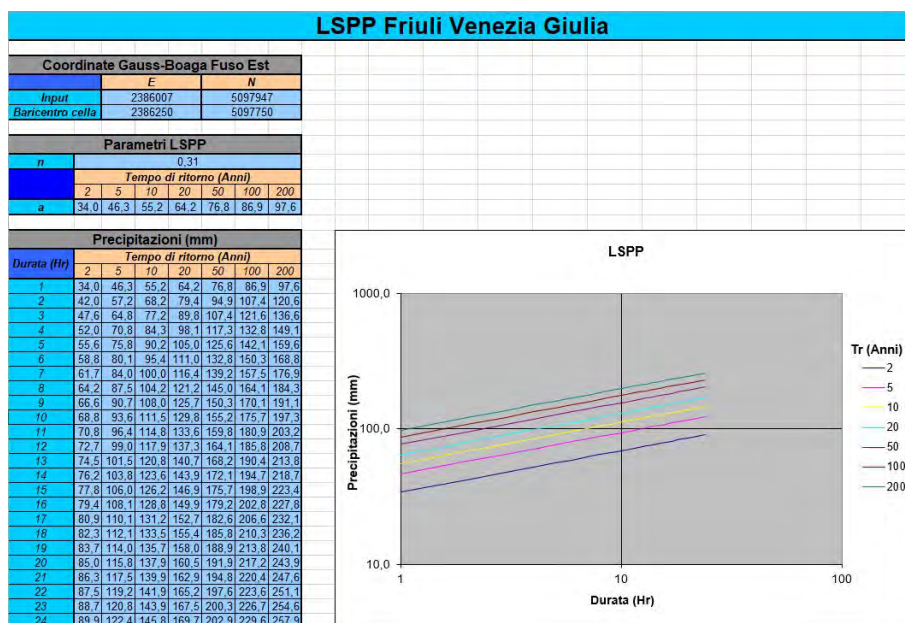 LSPP Friuli Venezia Giulia
Coordinate Gauss-Boaga Fuso Est
E N
Input 2386007 5097947
Baricentro cella 2386250 5097750
Parametri LSPP
n 0,31
Tempo di ritorno (Anni)
2 5 10 20 50 100 200
a 34,0 46,3 55,2 64,2 76,8 86,9 97,6
Precipitazioni (mm)
Durata (Hr) Tempo di ritorno (Anni)
2 5 10 20 50 100 200
1 34,0 46,3 55,2 64,2 76,8 86,9 97,6
2 42,0 57,2 68,2 79,4 94,9 107,4 120,6
3 47,6 64,8 77,2 89,8 107,4 121,6 136,6
4 52,0 70,8 84,3 98,1 117,3 132,8 149,1
5 55,6 75,8 90,2 105,0 125,6 142,1 159,6
6 58,8 80,1 95,4 111,0 132,8 150,3 168,8
7 61,7 84,0 100,0 116,4 139,2 157,5 176,9
8 64,2 87,5 104,2 121,2 145,0 164,1 184,3
9 66,6 90,7 108,0 125,7 150,3 170,1 191,1
10 68,8 93,6 111,5 129,8 155,2 175,7 197,3
11 70,8 96,4 114,8 133,6 159,8 180,9 203,2
12 72,7 99,0 117,9 137,3 164,1 185,8 208,7
13 74,5 101,5 120,8 140,7 168,2 190,4 213,8
14 76,2 103,8 123,6 143,9 172,1 194,7 218,7
15 77,8 106,0 126,2 146,9 175,7 198,9 223,4
16 79,4 108,1 128,8 149,9 179,2 202,8 227,8
17 80,9 110,1 131,2 152,7 182,6 206,6 232,1
18 82,3 112,1 133,5 155,4 185,8 210,3 236,2
19 83,7 114,0 135,7 158,0 188,9 213,8 240,1
20 85,0 115,8 137,9 160,5 191,9 217,2 243,9
21 86,3 117,5 139,9 162,9 194,8 220,4 247,6
22 87,5 119,2 141,9 165,2 197,6 223,6 251,1
23 88,7 120,8 143,9 167,5 200,3 226,7 254,6
24 89,9 122,4 145,8 169,7 202,9 229,6 257,9
LSPP
1000,0
100,0
10,0
1 10 100
Precipitazioni (mm)
Durata (Hr)
Tr (Anni)
2
5
10
20
50
100
200